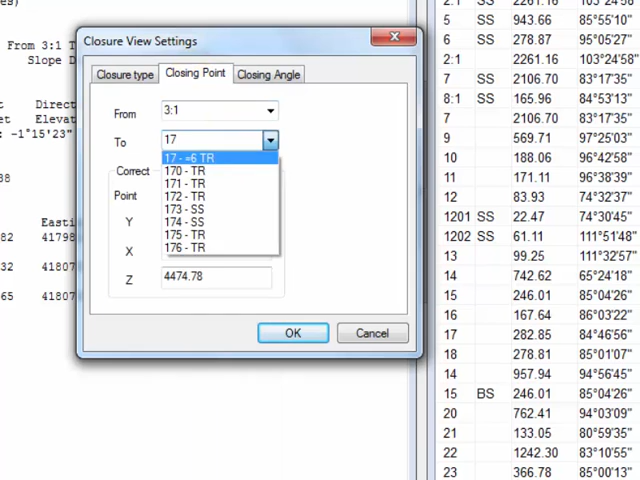 es)
From 3:1 T
Slope D
t Direct
et Elevat
: -1°15'23"
38
Eastin
82 41798
32 41807
65 41807
Closure View Settings
Closure type Closing Point Closing Angle
From 3:1
To 17
17 - =6 TR
170 - TR
171 - TR
172 - TR
173 - SS
174 - SS
175 - TR
176 - TR
Correct
Point
Y
X
Z 4474.78
OK Cancel
2:1 SS 2261.16 103°24'58"
5 SS 943.66 85°55'10"
6 SS 278.87 95°05'27"
2:1 2261.16 103°24'58"
7 SS 2106.70 83°17'35"
8:1 SS 165.96 84°53'13"
7 2106.70 83°17'35"
9 569.71 97°25'03"
10 188.06 96°42'58"
11 171.11 96°38'39"
12 83.93 74°32'37"
1201 SS 22.47 74°30'45"
1202 SS 61.11 111°51'48"
13 99.25 111°32'57"
14 742.62 65°24'18"
15 246.01 85°04'26"
16 167.64 86°03'22"
17 282.85 84°46'56"
18 278.81 85°01'07"
14 957.94 94°56'45"
15 BS 246.01 85°04'26"
20 762.41 94°03'09"
21 133.05 80°59'35"
22 1242.30 83°10'55"
23 366.78 85°10'55"